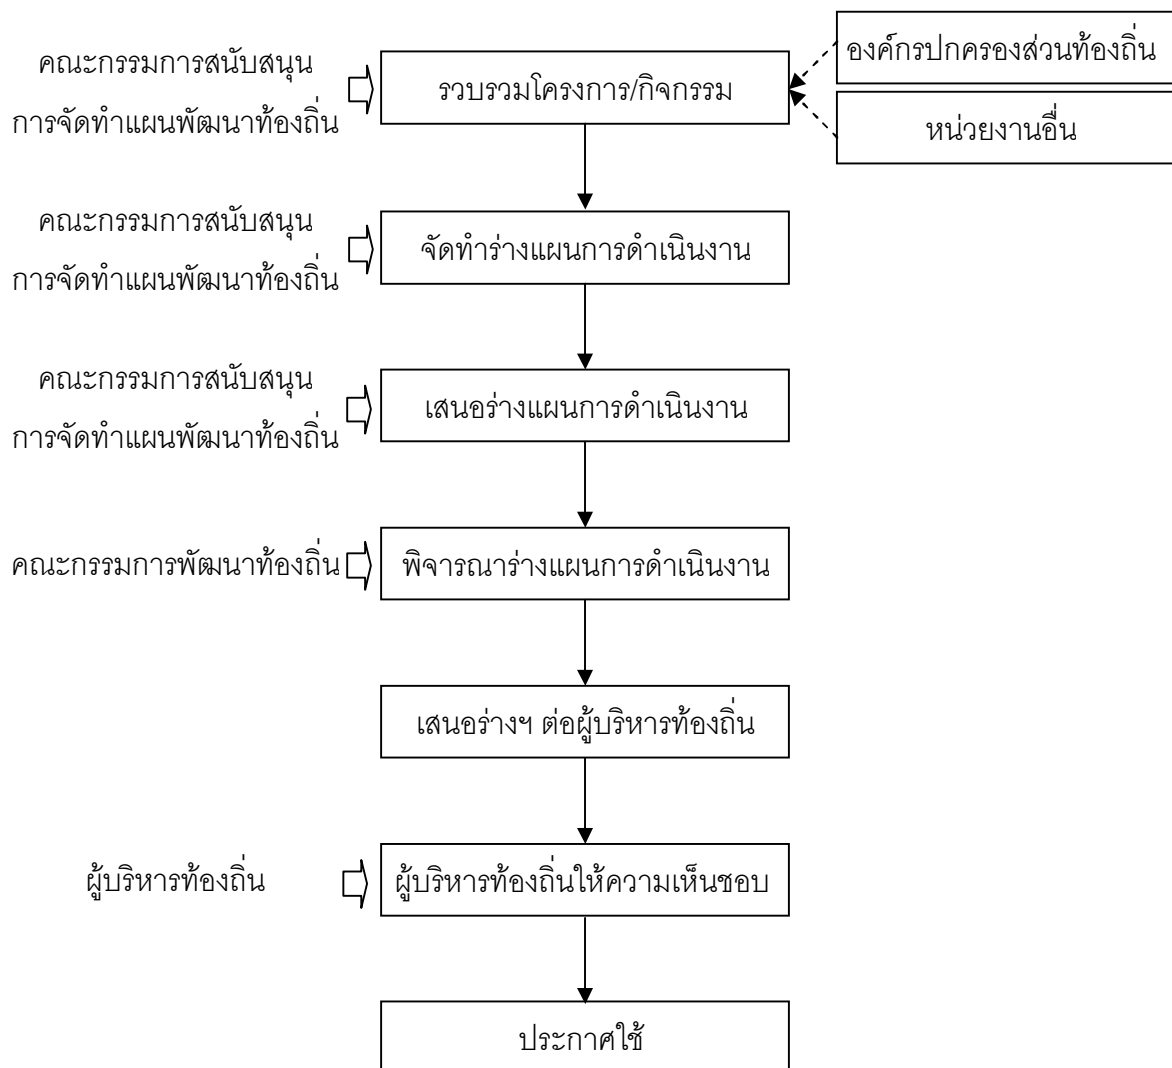 คณะกรรมการสนับสนุน
การจัดทำแผนพัฒนาท้องถิ่น
รวบรวมโครงการ/กิจกรรม
องค์กรปกครองส่วนท้องถิ่น
หน่วยงานอื่น
คณะกรรมการสนับสนุน
การจัดทำแผนพัฒนาท้องถิ่น
จัดทำร่างแผนการดำเนินงาน
คณะกรรมการสนับสนุน
การจัดทำแผนพัฒนาท้องถิ่น
เสนอร่างแผนการดำเนินงาน
คณะกรรมการพัฒนาท้องถิ่น
พิจารณาร่างแผนการดำเนินงาน
เสนอร่างฯ ต่อผู้บริหารท้องถิ่น
ผู้บริหารท้องถิ่น
ผู้บริหารท้องถิ่นให้ความเห็นชอบ
ประกาศใช้